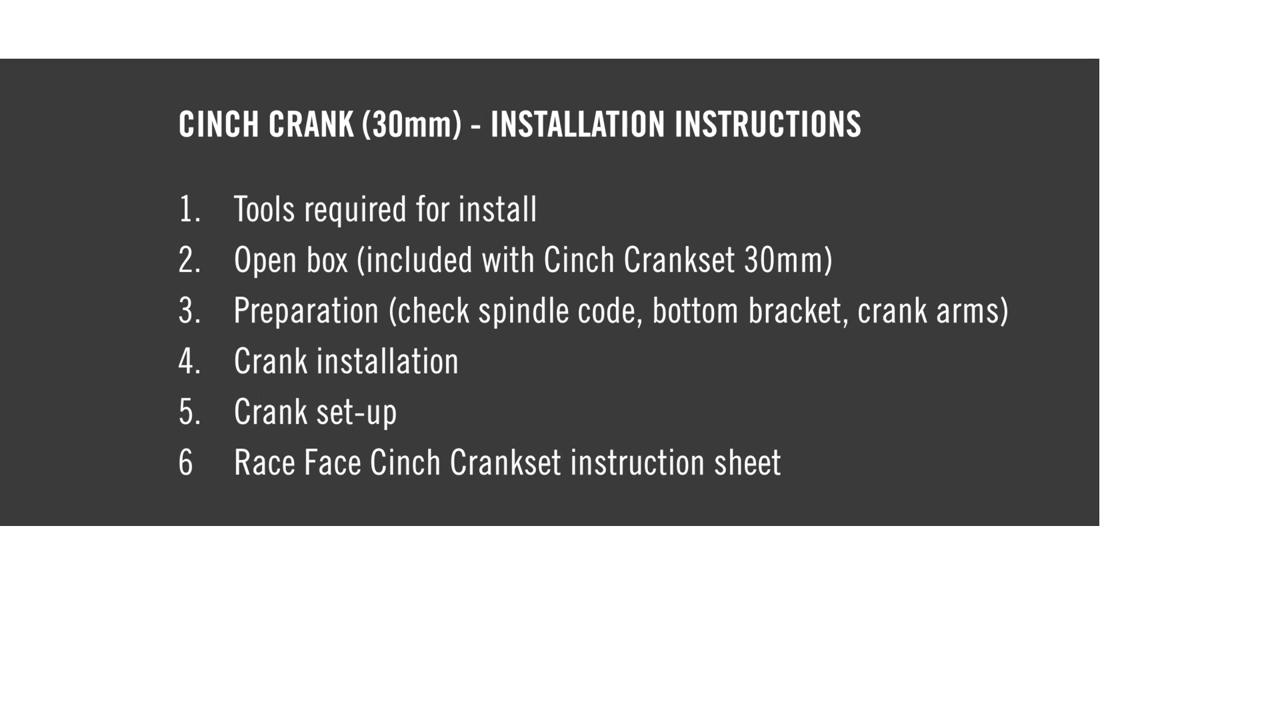 CINCH CRANK (30mm) - INSTALLATION INSTRUCTIONS
1. Tools required for install
2. Open box (included with Cinch Crankset 30mm)
3. Preparation (check spindle code, bottom bracket, crank arms)
4. Crank installation
5. Crank set-up
6 Race Face Cinch Crankset instruction sheet